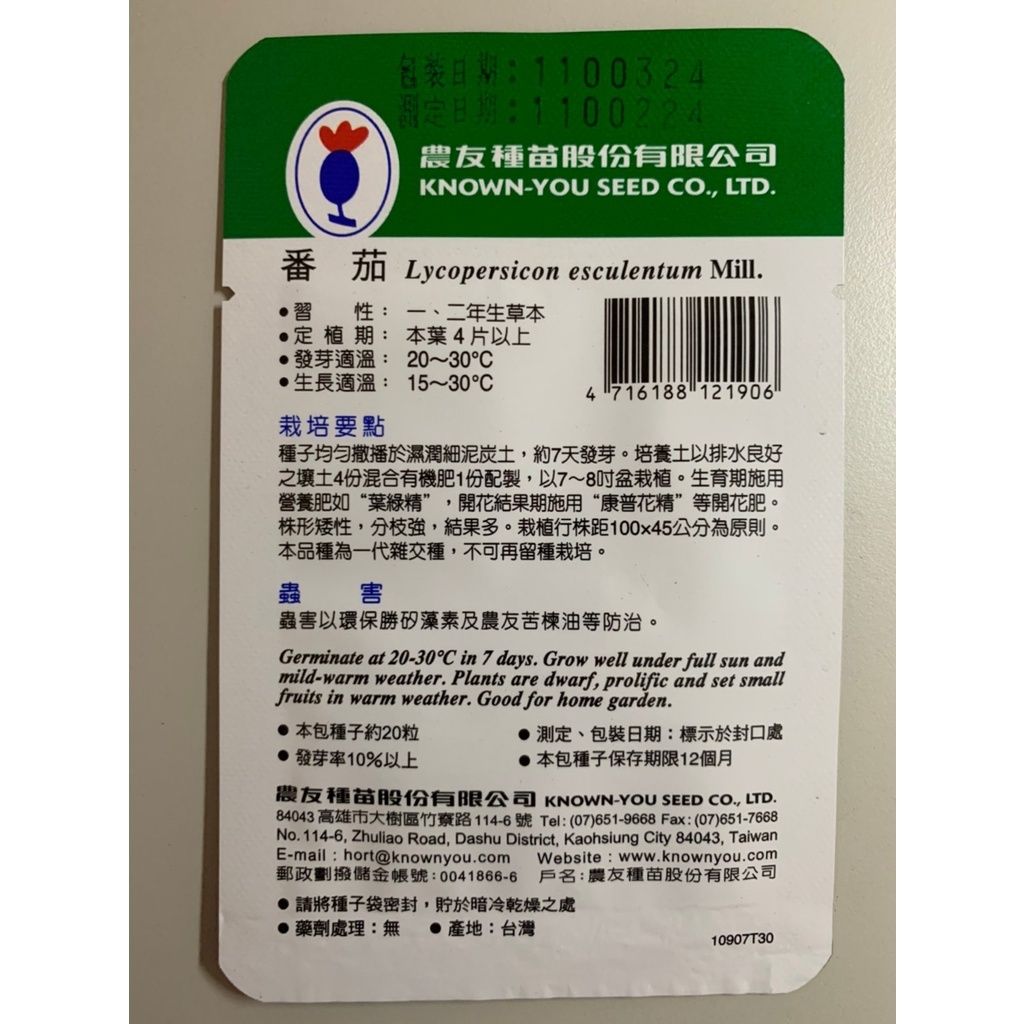 包裝日期：1100324
測定日期：1100224
農友種苗股份有限公司
KNOWN-YOU SEED CO., LTD.
番 茄 Lycopersicon esculentum Mill.
●習 性： 一、二年生草本
●定 植 期： 本葉 4 片以上
●發芽適溫： 20～30°C
●生長適溫： 15～30°C
4 716188 121906
栽培要點
種子均勻撒播於濕潤細泥炭土，約7天發芽。培養土以排水良好
之壤土4份混合有機肥1份配製，以7～8吋盆栽植。生育期施用
營養肥如“葉綠精”，開花結果期施用“康普花精”等開花肥。
株形矮性，分枝強，結果多。栽植行株距100×45公分為原則。
本品種為一代雜交種，不可再留種栽培。
蟲 害
蟲害以環保勝矽藻素及農友苦楝油等防治。
Germinate at 20-30°C in 7 days. Grow well under full sun and
mild-warm weather. Plants are dwarf, prolific and set small
fruits in warm weather. Good for home garden.
●本包種子約20粒 ●測定、包裝日期：標示於封口處
●發芽率10%以上 ●本包種子保存期限12個月
農友種苗股份有限公司 KNOWN-YOU SEED CO., LTD.
84043 高雄市大樹區竹寮路 114-6 號 Tel: (07)651-9668 Fax: (07)651-7668
No. 114-6, Zhuliao Road, Dashu District, Kaohsiung City 84043, Taiwan
E-mail : hort@knownyou.com Website : www.knownyou.com
郵政劃撥儲金帳號：0041866-6 戶名：農友種苗股份有限公司
●請將種子袋密封，貯於暗冷乾燥之處
●藥劑處理：無 ●產地：台灣
10907T30